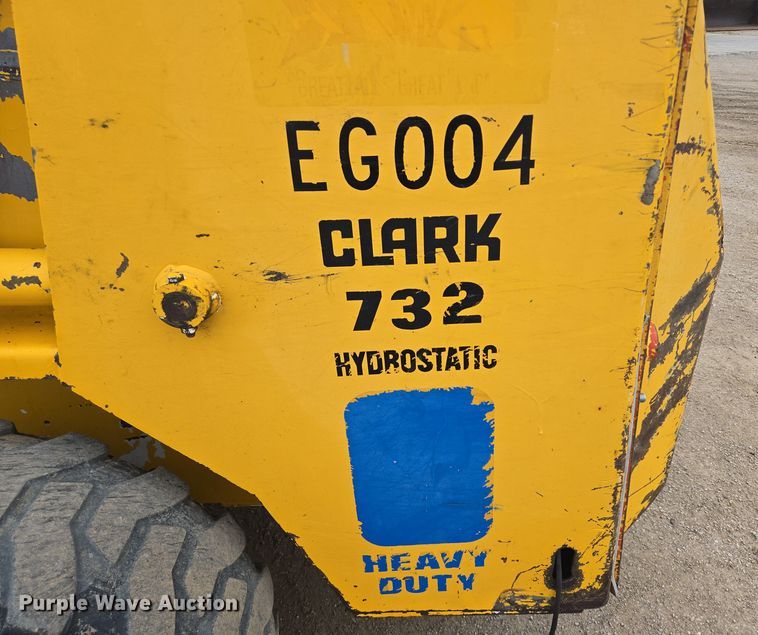 EG004
CLARK
732
HYDROSTATIC
HEAVY
DUTY
Purple Wave Auction